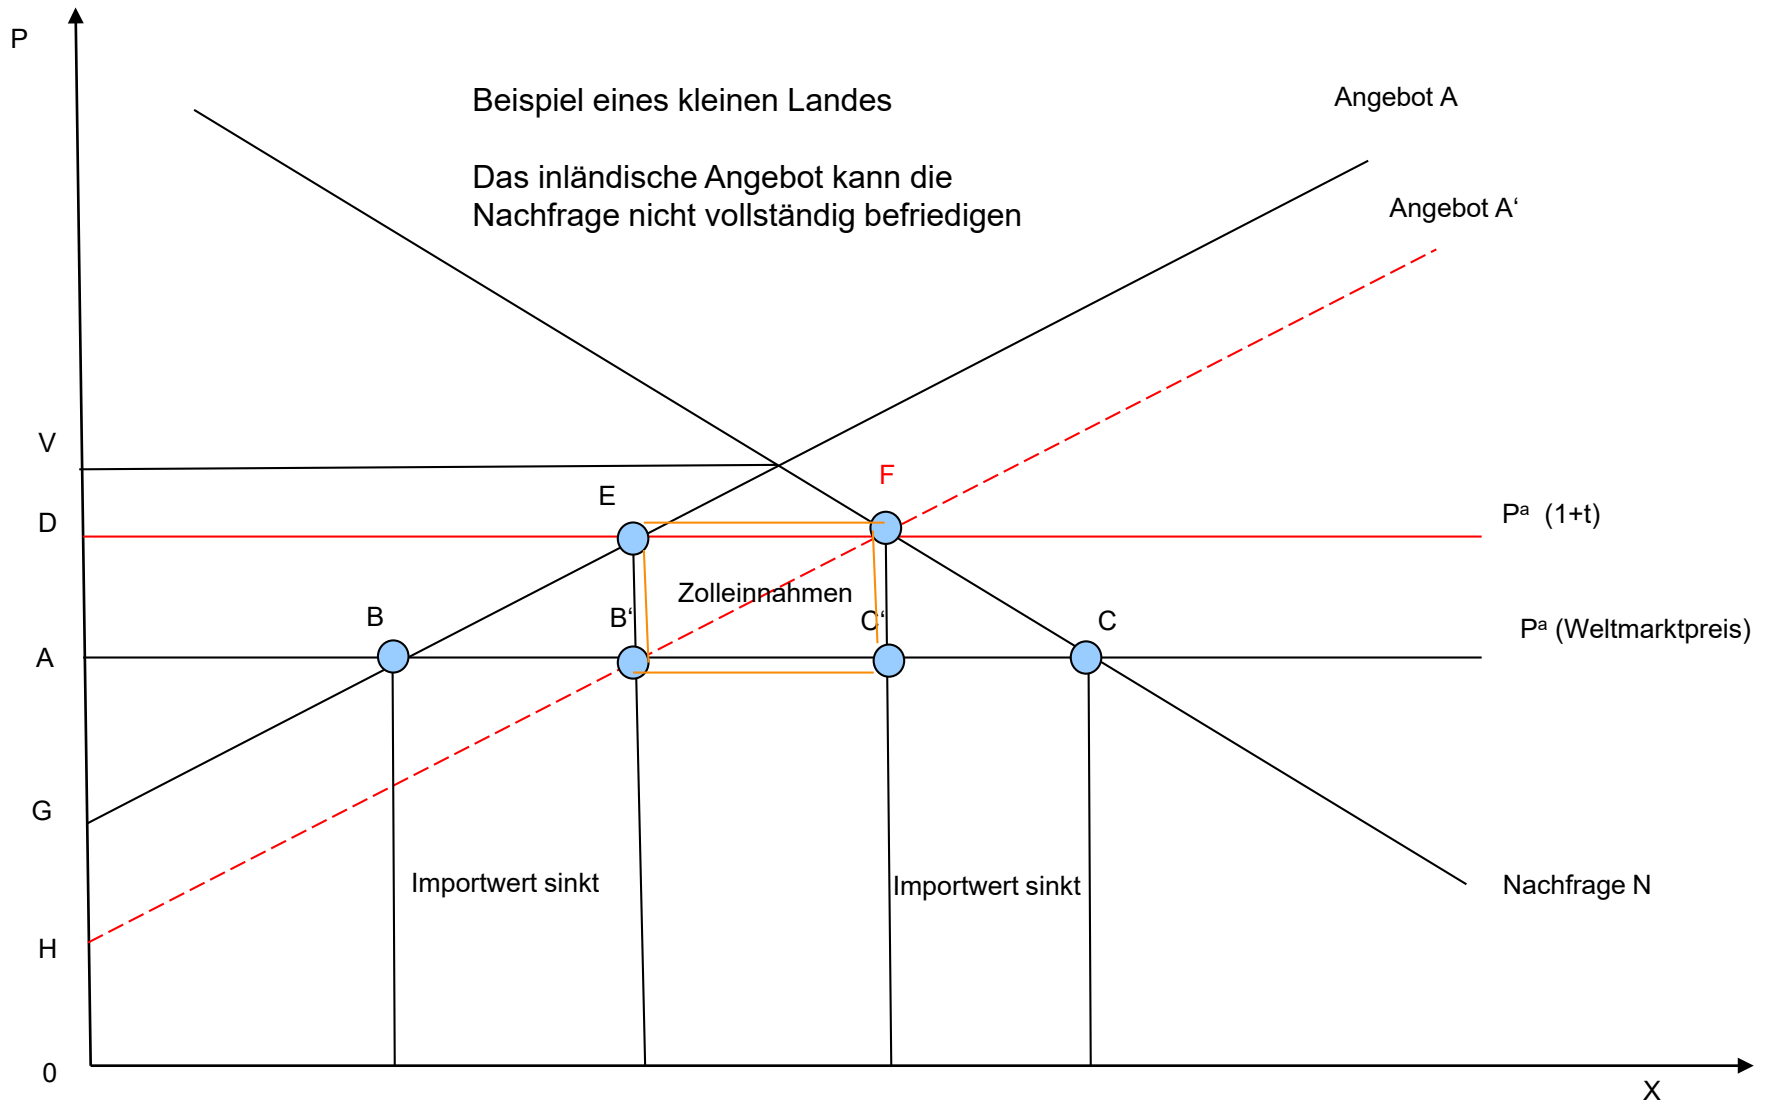 P
Beispiel eines kleinen Landes
Angebot A
Das inländische Angebot kann die
Nachfrage nicht vollständig befriedigen
Angebot A‘
V
F
E
D
Pᵃ (1+t)
Zolleinnahmen
B
B‘
C‘
C
Pᵃ (Weltmarktpreis)
A
G
Importwert sinkt
Importwert sinkt
Nachfrage N
H
0
X